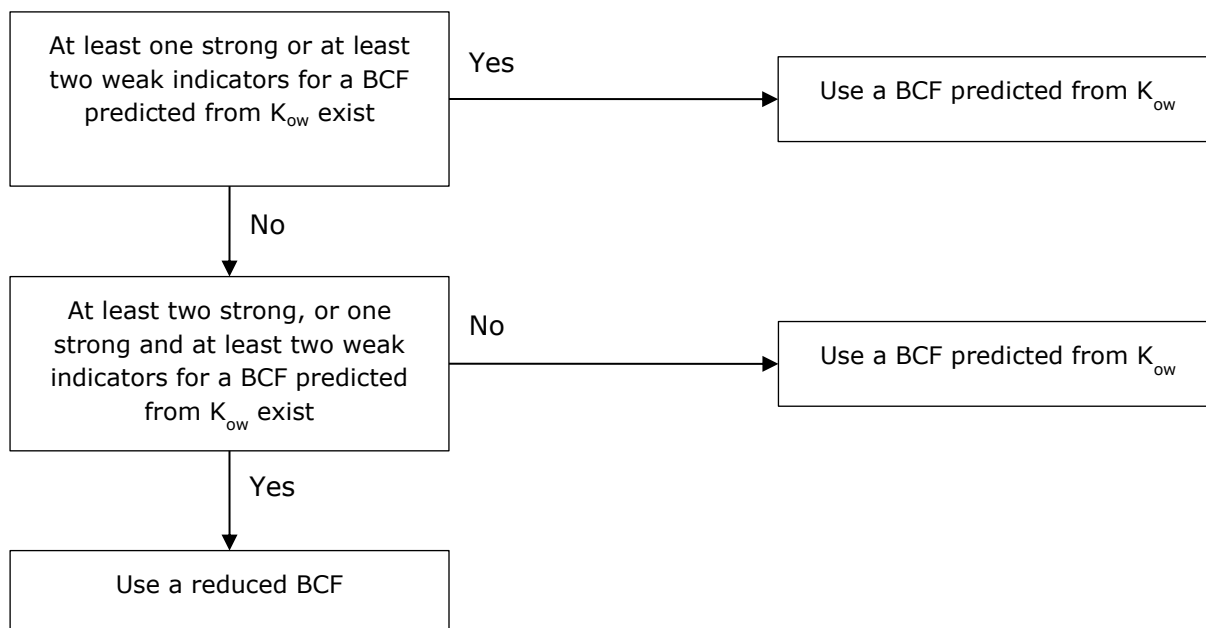 At least one strong or at least
two weak indicators for a BCF
predicted from Kow exist
Yes
Use a BCF predicted from Kow
No
At least two strong, or one
strong and at least two weak
indicators for a BCF predicted
from Kow exist
No
Use a BCF predicted from Kow
Yes
Use a reduced BCF